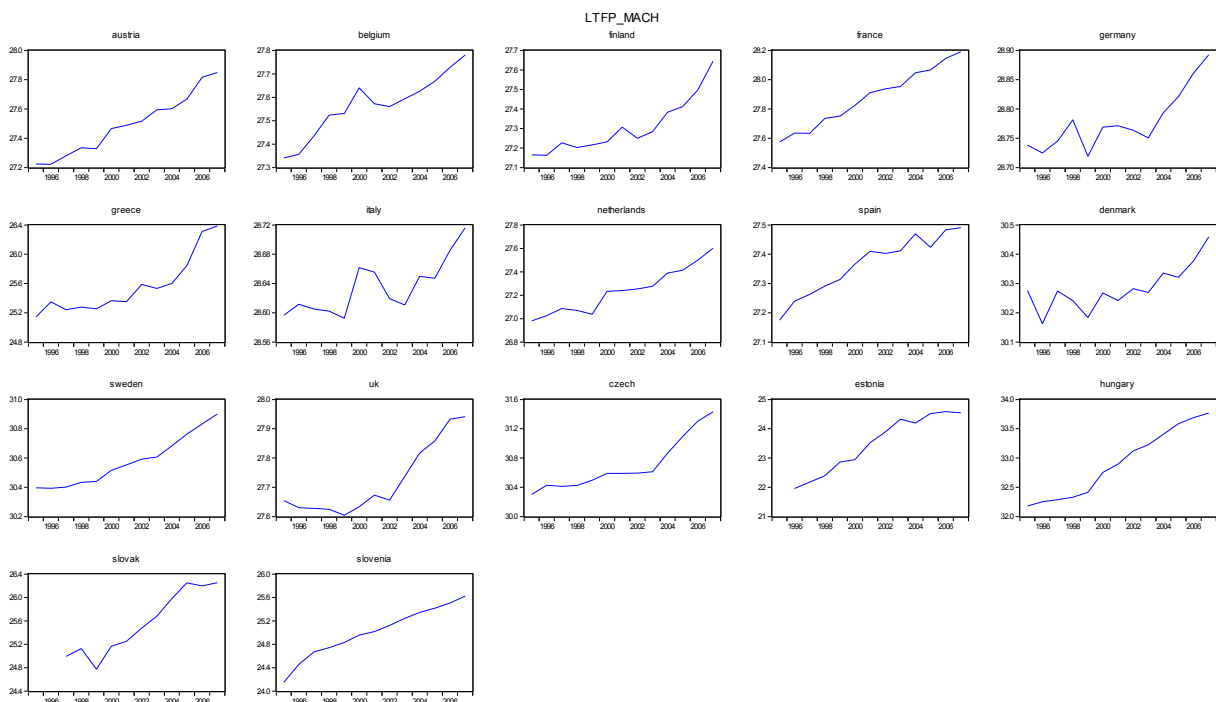 LTFP_MACH
austria
28.0
27.8
27.6
27.4
27.2
1996 1998 2000 2002 2004 2006
belgium
27.8
27.7
27.6
27.5
27.4
27.3
1996 1998 2000 2002 2004 2006
finland
27.7
27.6
27.5
27.4
27.3
27.2
27.1
1996 1998 2000 2002 2004 2006
france
28.2
28.0
27.8
27.6
27.4
1996 1998 2000 2002 2004 2006
germany
28.90
28.85
28.80
28.75
28.70
1996 1998 2000 2002 2004 2006
greece
26.4
26.0
25.6
25.2
24.8
1996 1998 2000 2002 2004 2006
italy
28.72
28.68
28.64
28.60
28.56
1996 1998 2000 2002 2004 2006
netherlands
27.8
27.6
27.4
27.2
27.0
26.8
1996 1998 2000 2002 2004 2006
spain
27.5
27.4
27.3
27.2
27.1
1996 1998 2000 2002 2004 2006
denmark
30.5
30.4
30.3
30.2
30.1
1996 1998 2000 2002 2004 2006
sweden
31.0
30.8
30.6
30.4
30.2
1996 1998 2000 2002 2004 2006
uk
28.0
27.9
27.8
27.7
27.6
1996 1998 2000 2002 2004 2006
czech
31.6
31.2
30.8
30.4
30.0
1996 1998 2000 2002 2004 2006
estonia
25
24
23
22
21
1996 1998 2000 2002 2004 2006
hungary
34.0
33.5
33.0
32.5
32.0
1996 1998 2000 2002 2004 2006
slovak
26.4
26.0
25.6
25.2
24.8
24.4
1996 1998 2000 2002 2004 2006
slovenia
26.0
25.6
25.2
24.8
24.4
24.0
1996 1998 2000 2002 2004 2006